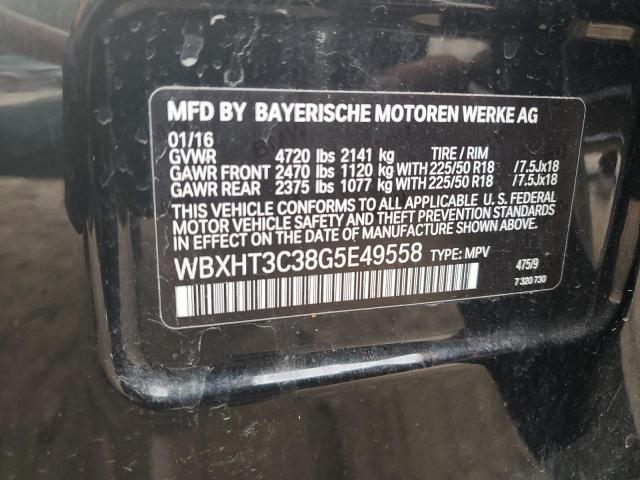 MFD BY BAYERISCHE MOTOREN WERKE AG
01/16
GVWR 4720 lbs 2141 kg TIRE / RIM
GAWR FRONT 2470 lbs 1120 kg WITH 225/50 R18 /7.5Jx18
GAWR REAR 2375 lbs 1077 kg WITH 225/50 R18 /7.5Jx18
THIS VEHICLE CONFORMS TO ALL APPLICABLE U. S. FEDERAL
MOTOR VEHICLE SAFETY AND THEFT PREVENTION STANDARDS
IN EFFECT ON THE DATE OF MANUFACTURE SHOWN ABOVE.
WBXHT3C38G5E49558 TYPE: MPV
475/9
7 320 730